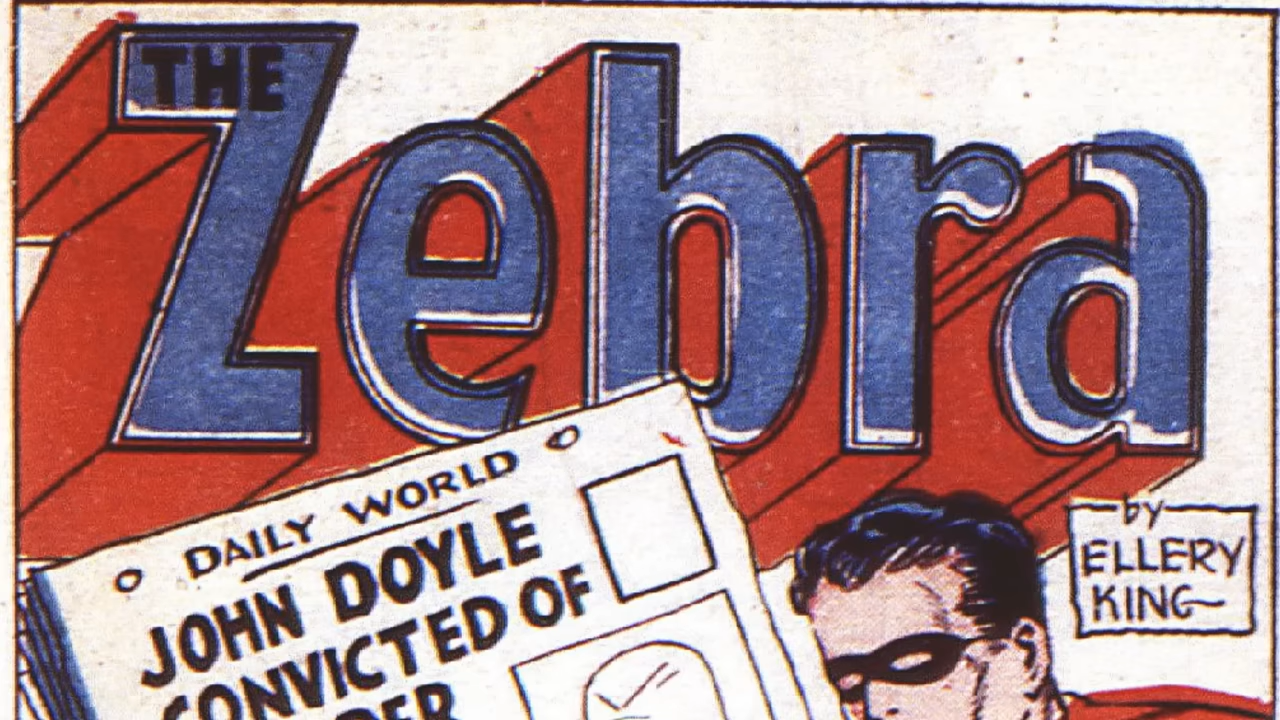 THE
Zebra
by
ELLERY
KING
DAILY WORLD
JOHN DOYLE
CONVICTED OF